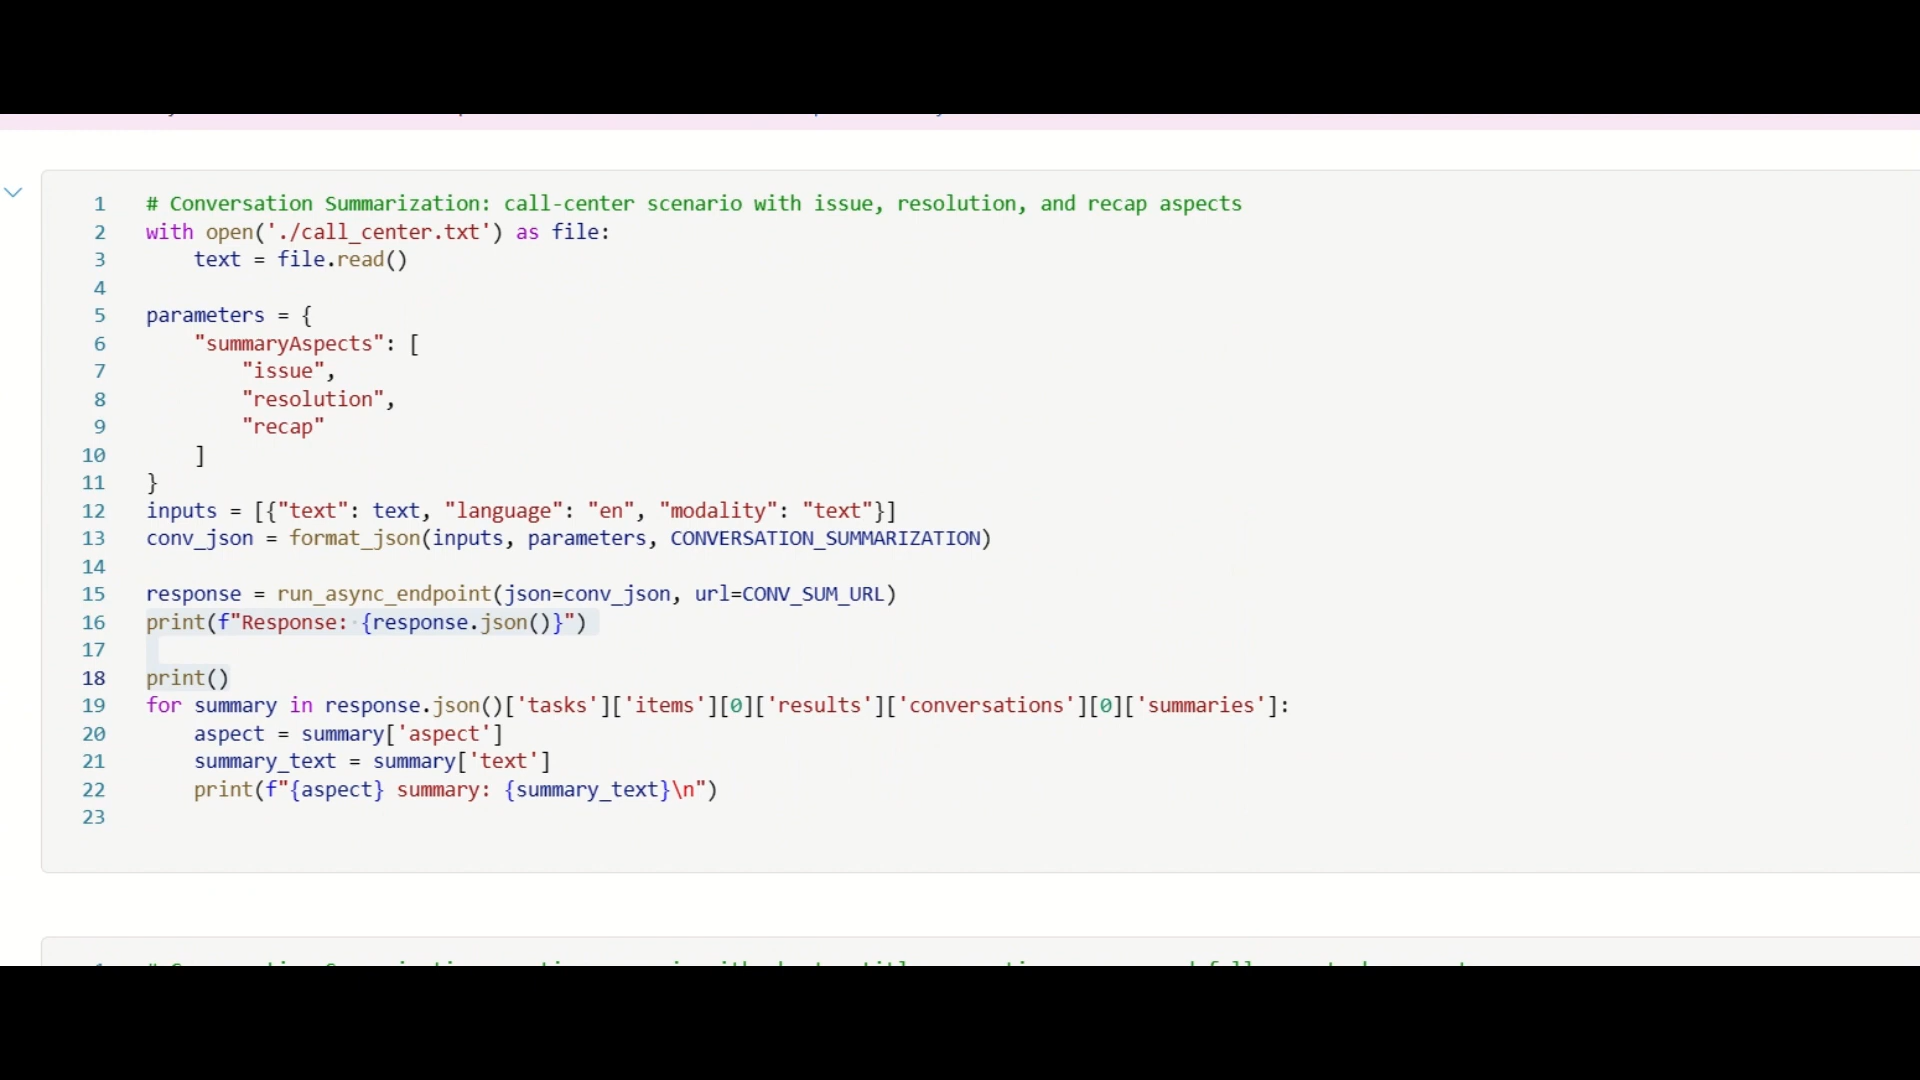 1 # Conversation Summarization: call-center scenario with issue, resolution, and recap aspects
2 with open('./call_center.txt') as file:
3     text = file.read()
4
5 parameters = {
6     "summaryAspects": [
7         "issue",
8         "resolution",
9         "recap"
10     ]
11 }
12 inputs = [{"text": text, "language": "en", "modality": "text"}]
13 conv_json = format_json(inputs, parameters, CONVERSATION_SUMMARIZATION)
14
15 response = run_async_endpoint(json=conv_json, url=CONV_SUM_URL)
16 print(f"Response: {response.json()}")
17
18 print()
19 for summary in response.json()['tasks']['items'][0]['results']['conversations'][0]['summaries']:
20     aspect = summary['aspect']
21     summary_text = summary['text']
22     print(f"{aspect} summary: {summary_text}\n")
23